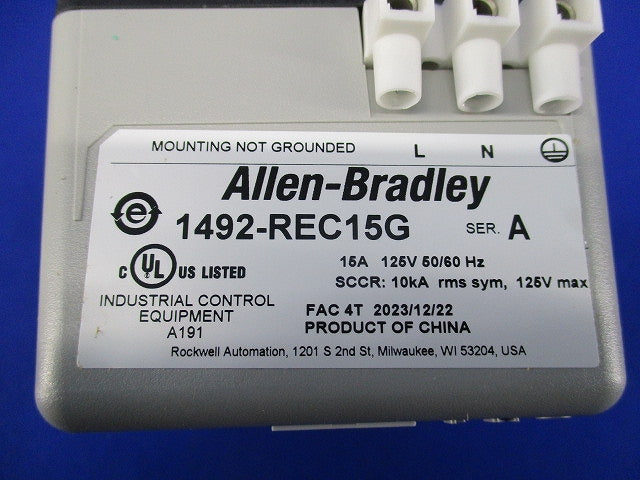 MOUNTING NOT GROUNDED L N
Allen-Bradley
e 1492-REC15G SER. A
C UL US LISTED
15A 125V 50/60 Hz
SCCR: 10kA rms sym, 125V max
INDUSTRIAL CONTROL
EQUIPMENT
A191
FAC 4T 2023/12/22
PRODUCT OF CHINA
Rockwell Automation, 1201 S 2nd St, Milwaukee, WI 53204, USA